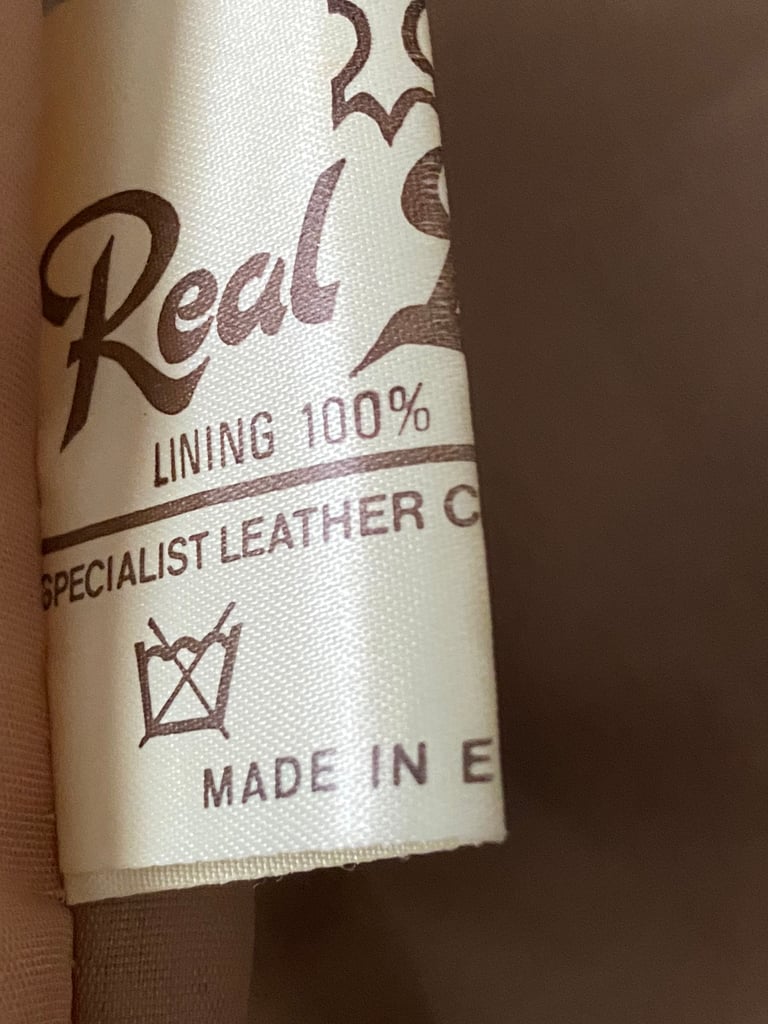 Real
LINING 100%
SPECIALIST LEATHER C
MADE IN E